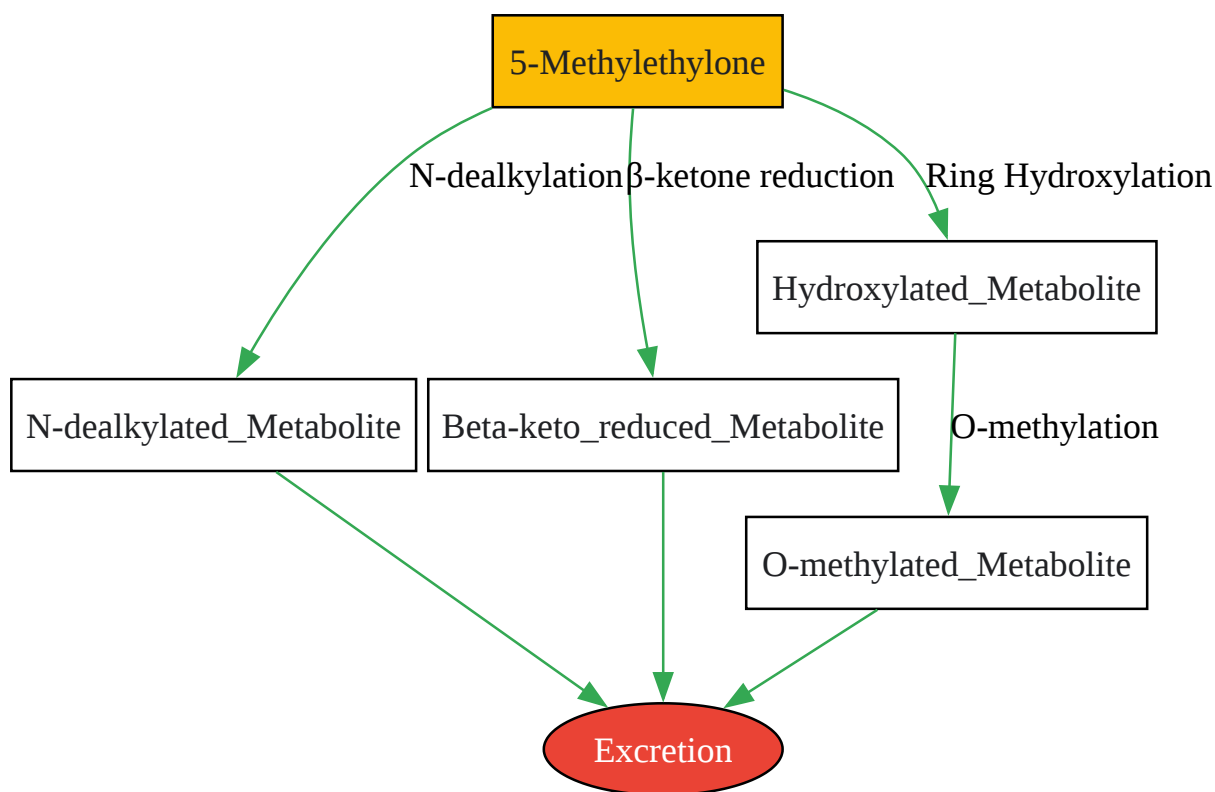 5-Methylethylone
N-dealkylation
β-ketone reduction
Ring Hydroxylation
Hydroxylated_Metabolite
N-dealkylated_Metabolite
Beta-keto_reduced_Metabolite
O-methylation
O-methylated_Metabolite
Excretion